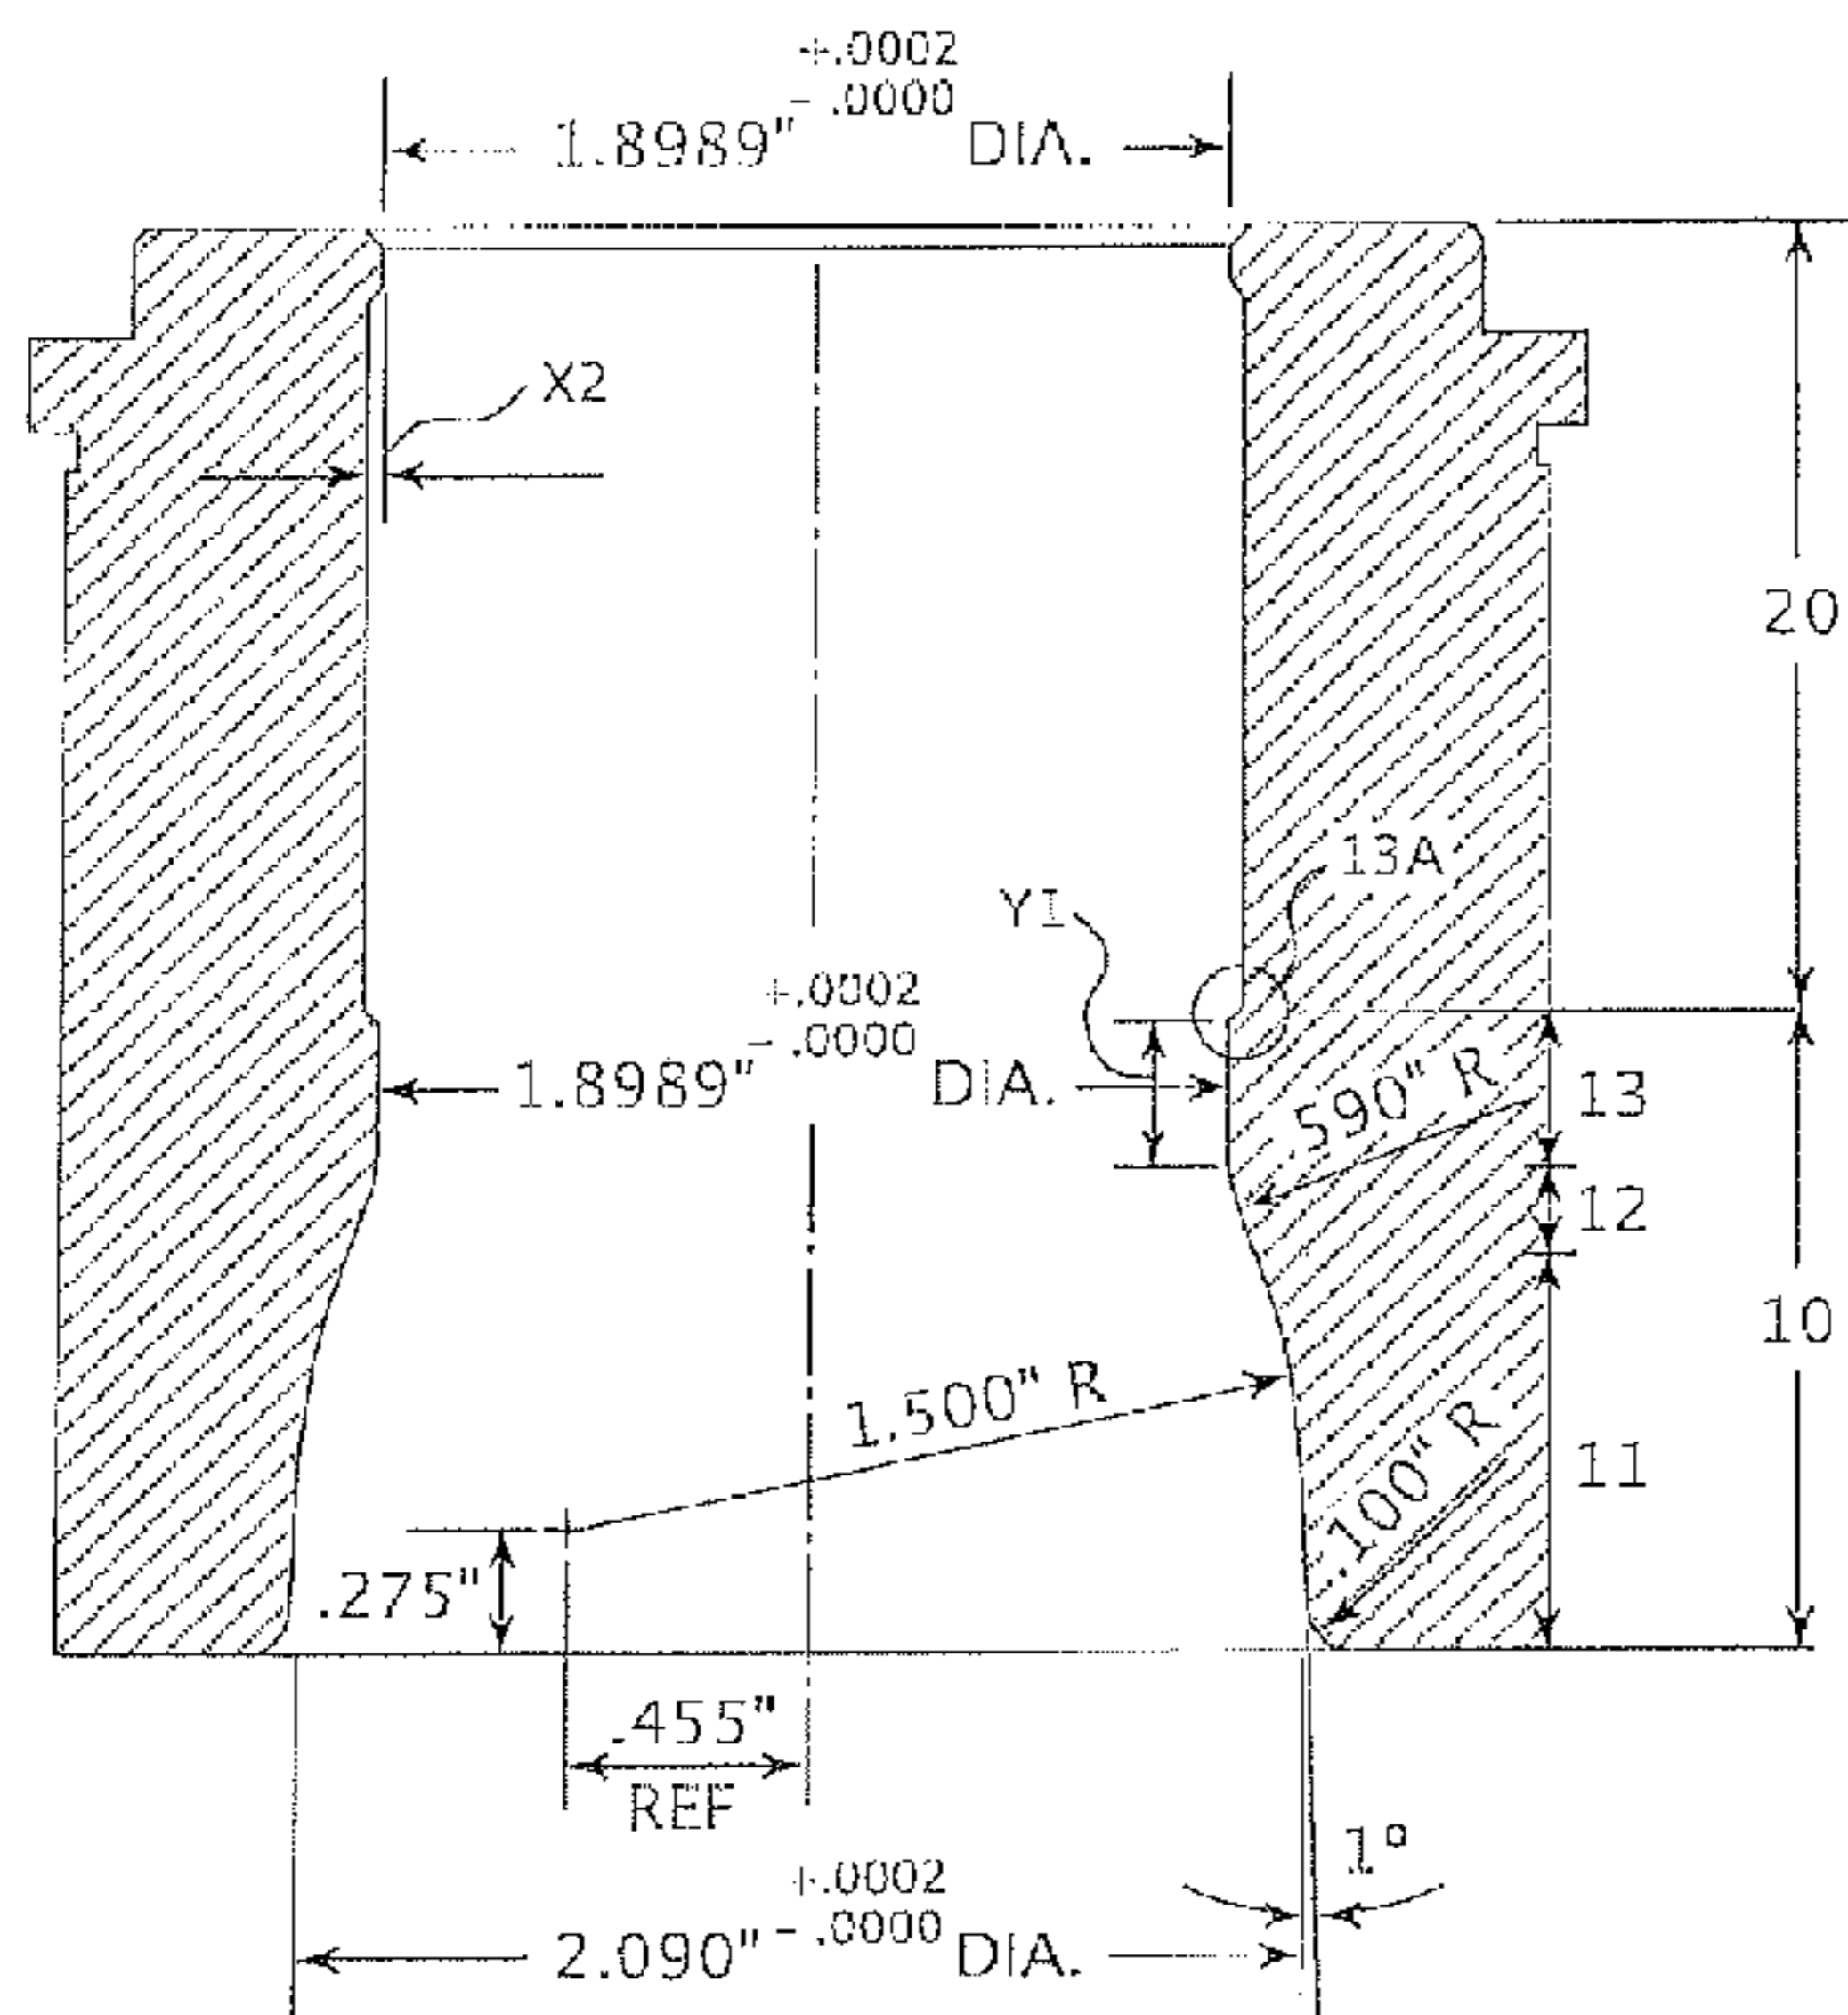 +.0002
- .0000
1.8989" DIA.
X2
20
13A
Y1
+.0002
- .0000
1.8989" DIA.
.590" R
13
12
10
1.500" R
.100" R
11
.275"
.455"
REF
1°
+.0002
- .0000
2.090" DIA.